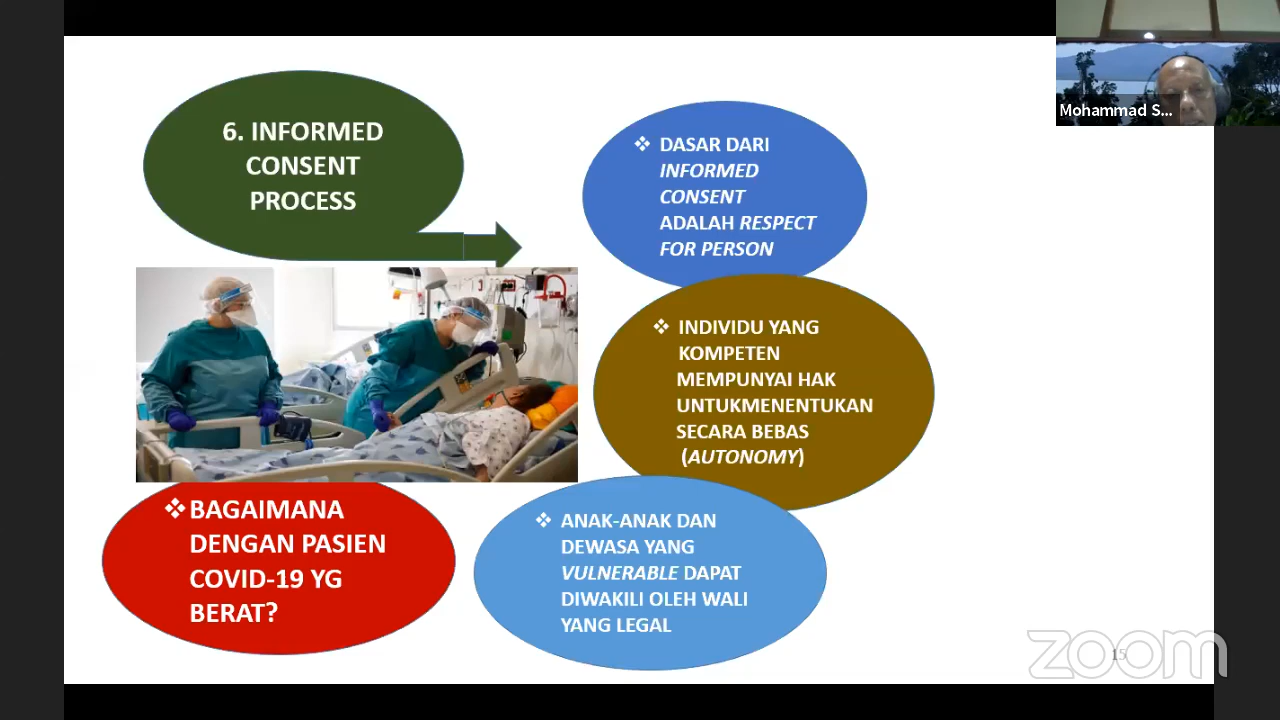 6. INFORMED
CONSENT
PROCESS
❖ DASAR DARI
INFORMED
CONSENT
ADALAH RESPECT
FOR PERSON
❖ INDIVIDU YANG
KOMPETEN
MEMPUNYAI HAK
UNTUKMENENTUKAN
SECARA BEBAS
(AUTONOMY)
❖ ANAK-ANAK DAN
DEWASA YANG
VULNERABLE DAPAT
DIWAKILI OLEH WALI
YANG LEGAL
❖BAGAIMANA
DENGAN PASIEN
COVID-19 YG
BERAT?
Mohammad S...
15
zoom